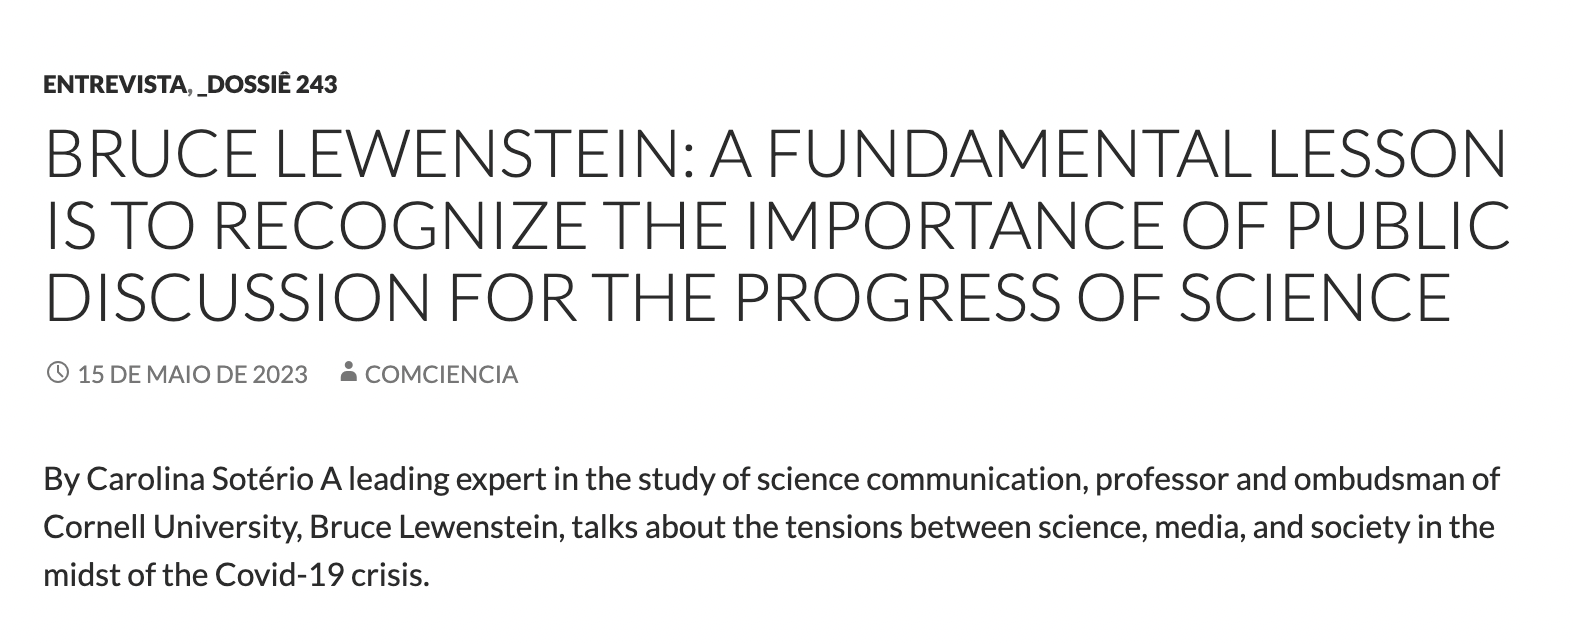 ENTREVISTA, _DOSSIÊ 243
BRUCE LEWENSTEIN: A FUNDAMENTAL LESSON
IS TO RECOGNIZE THE IMPORTANCE OF PUBLIC
DISCUSSION FOR THE PROGRESS OF SCIENCE
15 DE MAIO DE 2023 COMCIENCIA
By Carolina Sotério A leading expert in the study of science communication, professor and ombudsman of
Cornell University, Bruce Lewenstein, talks about the tensions between science, media, and society in the
midst of the Covid-19 crisis.